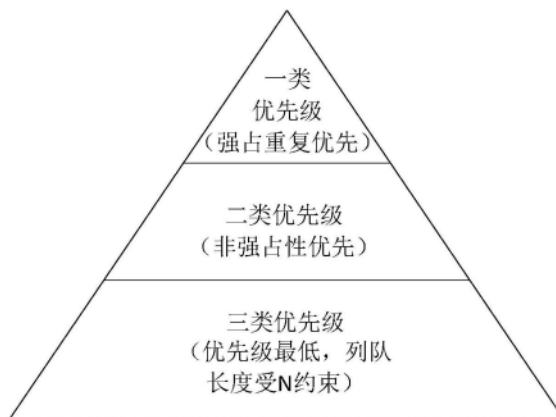 一类
优先级
（强占重复优先）
二类优先级
（非强占性优先）
三类优先级
（优先级最低，列队
长度受N约束）